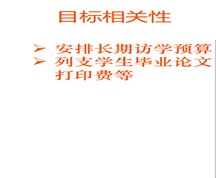 目标相关性
➢ 安排长期访学预算
➢ 列支学生毕业论文
打印费等